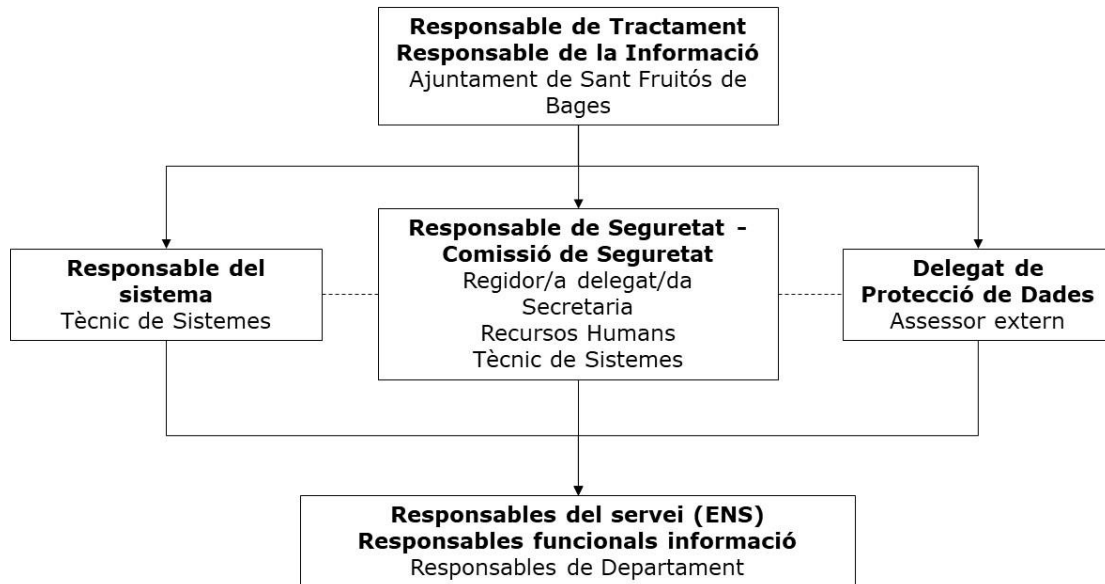 Responsable de Tractament
Responsable de la Informació
Ajuntament de Sant Fruitós de
Bages
Responsable del
sistema
Tècnic de Sistemes
Responsable de Seguretat -
Comissió de Seguretat
Regidor/a delegat/da
Secretaria
Recursos Humans
Tècnic de Sistemes
Delegat de
Protecció de Dades
Assessor extern
Responsables del servei (ENS)
Responsables funcionals informació
Responsables de Departament